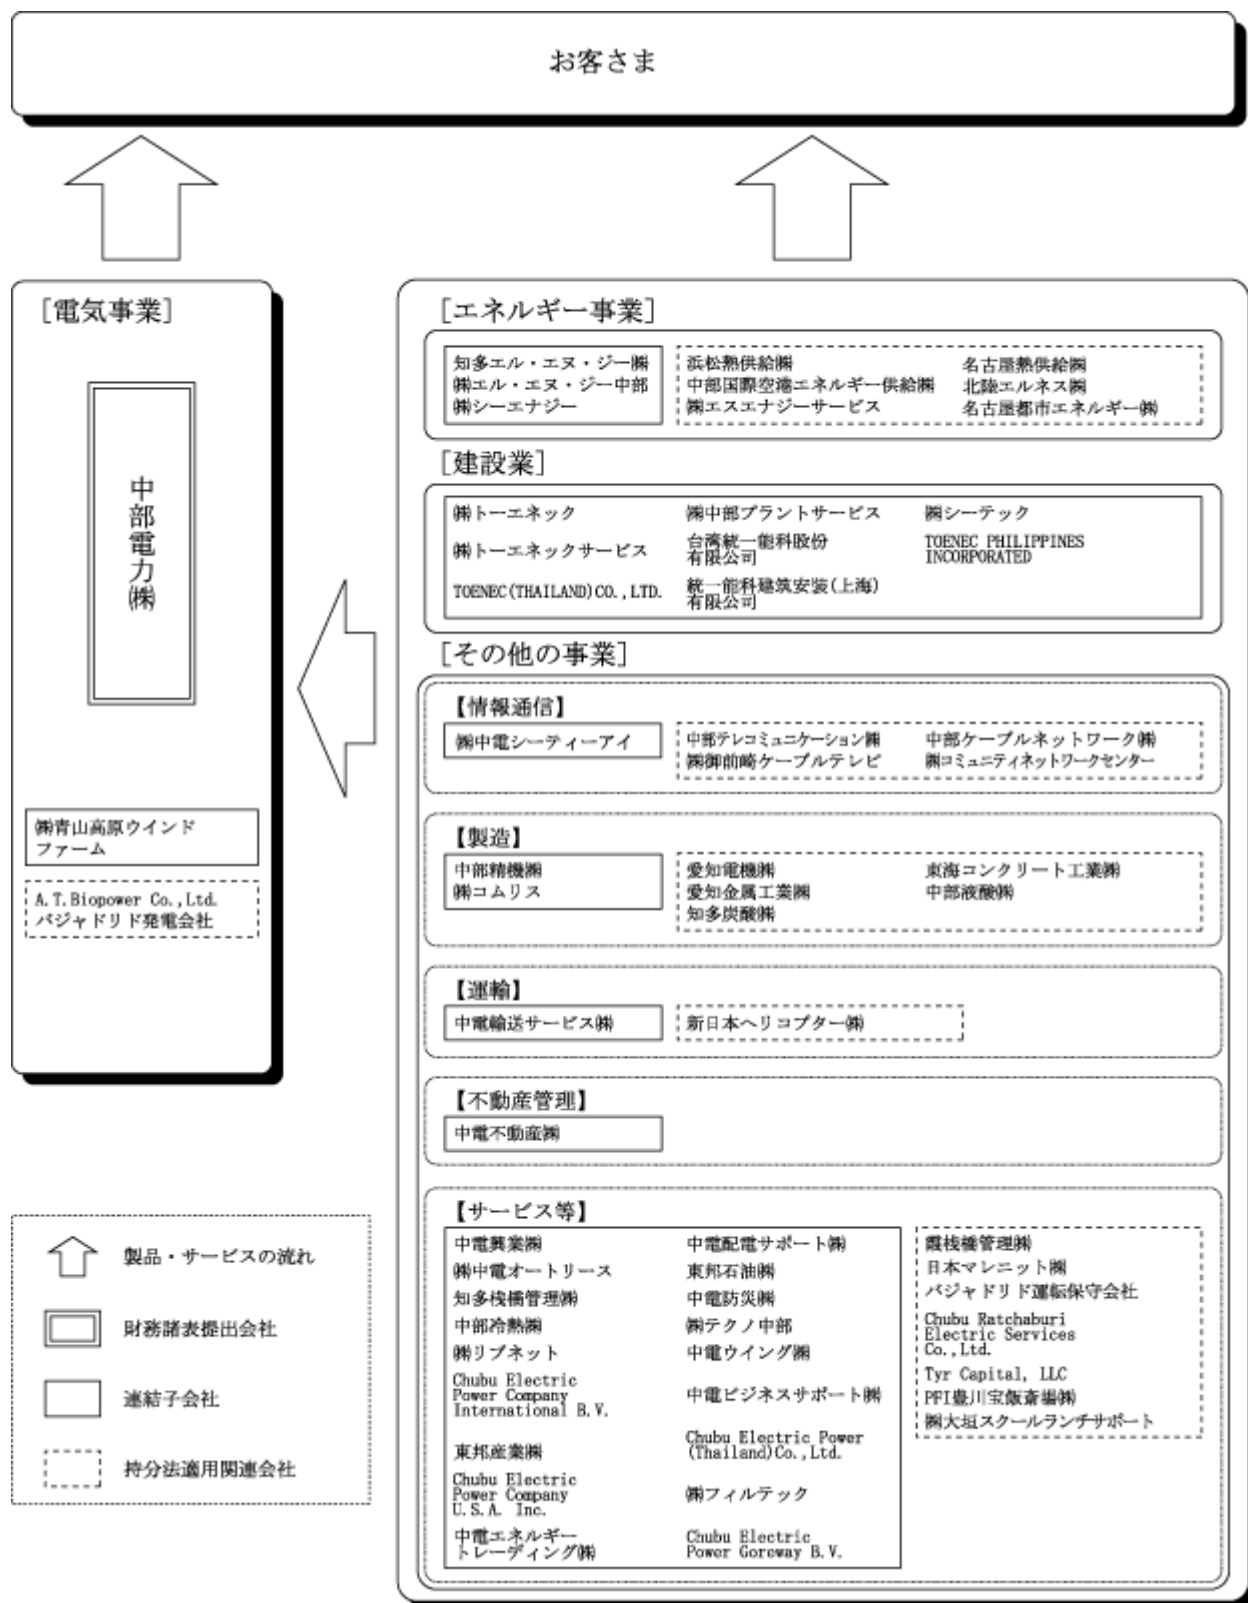 お客さま
[電気事業]
中部電力㈱
㈱青山高原ウインド
ファーム
A.T.Biopower Co.,Ltd.
バジャドリド発電会社
[エネルギー事業]
知多エル・エヌ・ジー㈱
㈱エル・エヌ・ジー中部
㈱シーエナジー
浜松熱供給㈱
中部国際空港エネルギー供給㈱
㈱エスエナジーサービス
名古屋熱供給㈱
北陸エルネス㈱
名古屋都市エネルギー㈱
[建設業]
㈱トーエネック
㈱中部プラントサービス
㈱シーテック
㈱トーエネックサービス
台湾統一能科股份
有限公司
TOENEC PHILIPPINES
INCORPORATED
TOENEC(THAILAND)CO.,LTD.
統一能科建筑安装(上海)
有限公司
[その他の事業]
【情報通信】
㈱中電シーティーアイ
中部テレコミュニケーション㈱
㈱御前崎ケーブルテレビ
中部ケーブルネットワーク㈱
㈱コミュニティネットワークセンター
【製造】
中部精機㈱
㈱コムリス
愛知電機㈱
愛知金属工業㈱
知多炭酸㈱
東海コンクリート工業㈱
中部液酸㈱
【運輸】
中電輸送サービス㈱
新日本ヘリコプター㈱
【不動産管理】
中電不動産㈱
【サービス等】
中電興業㈱
㈱中電オートリース
知多桟橋管理㈱
中部冷熱㈱
㈱リブネット
Chubu Electric
Power Company
International B.V.
東邦産業㈱
Chubu Electric
Power Company
U.S.A. Inc.
中電エネルギー
トレーディング㈱
中電配電サポート㈱
東邦石油㈱
中電防災㈱
㈱テクノ中部
中電ウイング㈱
中電ビジネスサポート㈱
Chubu Electric Power
(Thailand)Co.,Ltd.
㈱フィルテック
Chubu Electric
Power Goreway B.V.
霞桟橋管理㈱
日本マレニット㈱
バジャドリド運転保守会社
Chubu Ratchaburi
Electric Services
Co.,Ltd.
Tyr Capital, LLC
PFI豊川宝飯斎場㈱
㈱大垣スクールランチサポート
製品・サービスの流れ
財務諸表提出会社
連結子会社
持分法適用関連会社